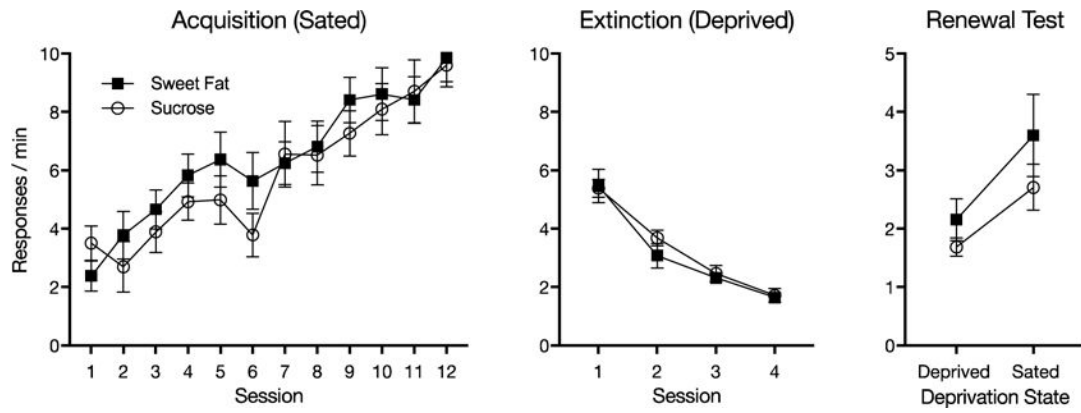 Acquisition (Sated)
Extinction (Deprived)
Renewal Test
Responses / min
10
8
6
4
2
0
Sweet Fat
Sucrose
1 2 3 4 5 6 7 8 9 10 11 12
Session
10
8
6
4
2
0
1 2 3 4
Session
5
4
3
2
1
0
Deprived Sated
Deprivation State